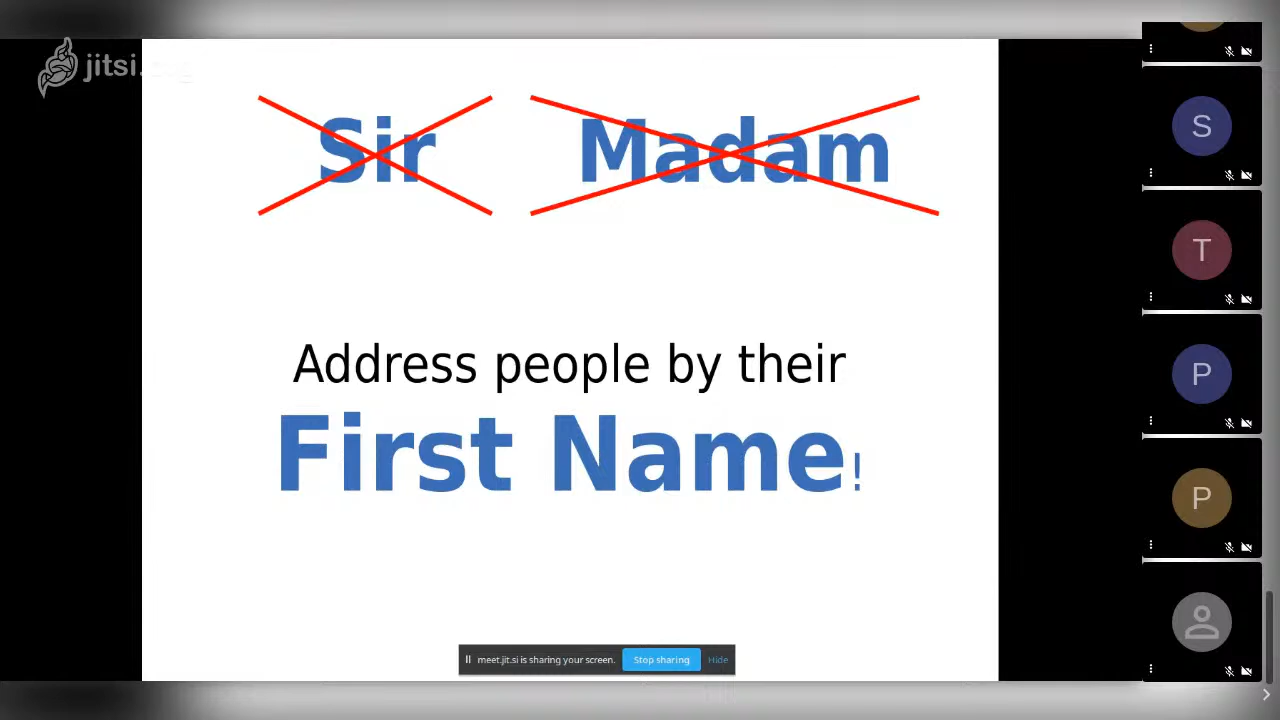 jitsi.org
Sir Madam
Address people by their
First Name!
meet.jit.si is sharing your screen. Stop sharing Hide
S
T
P
P